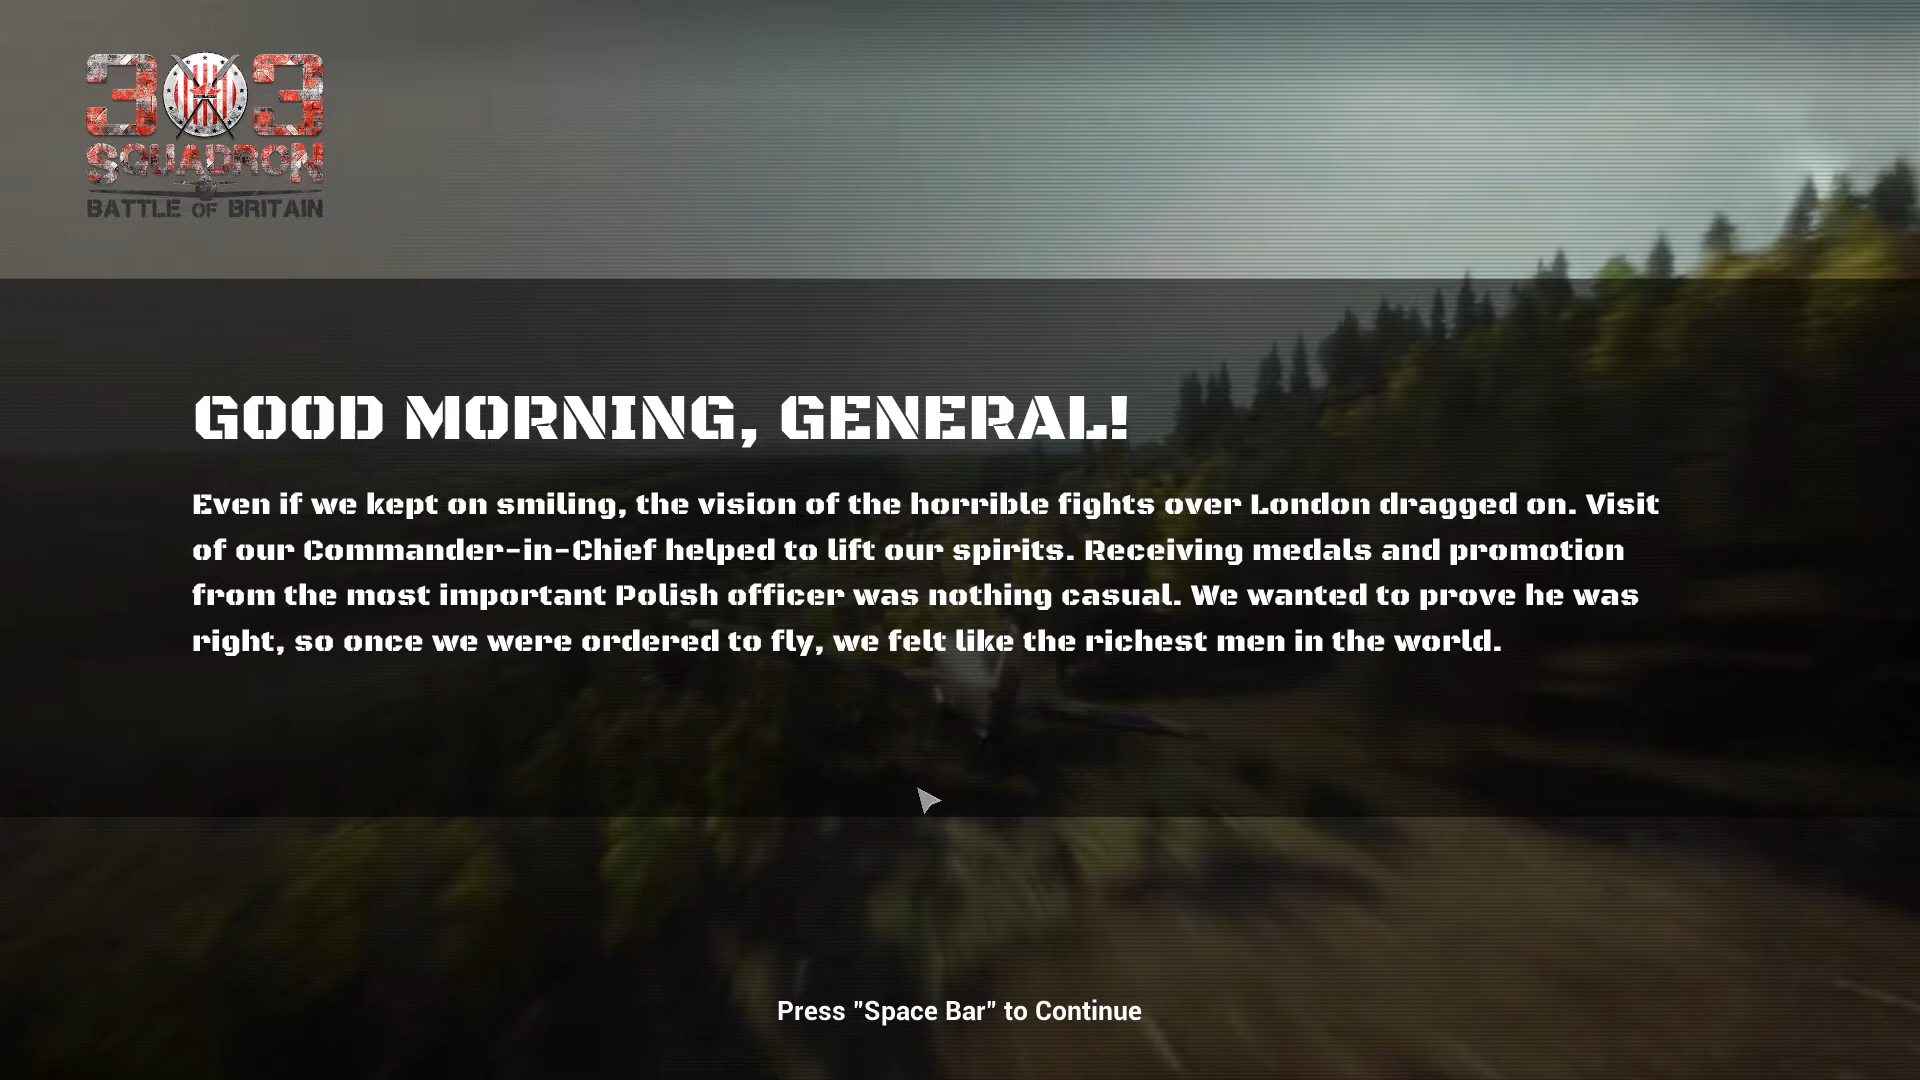 303
SQUADRON
BATTLE OF BRITAIN
GOOD MORNING, GENERAL!
Even if we kept on smiling, the vision of the horrible fights over London dragged on. Visit
of our Commander-in-Chief helped to lift our spirits. Receiving medals and promotion
from the most important Polish officer was nothing casual. We wanted to prove he was
right, so once we were ordered to fly, we felt like the richest men in the world.
Press "Space Bar" to Continue